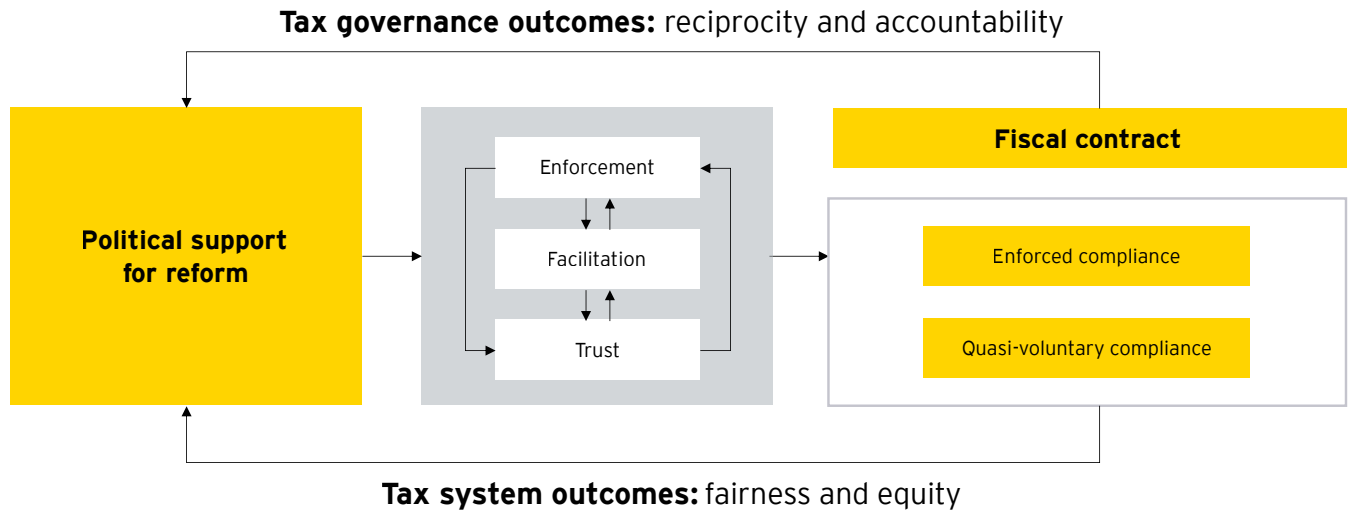 Tax governance outcomes: reciprocity and accountability
Political support
for reform
Enforcement
Facilitation
Trust
Fiscal contract
Enforced compliance
Quasi-voluntary compliance
Tax system outcomes: fairness and equity